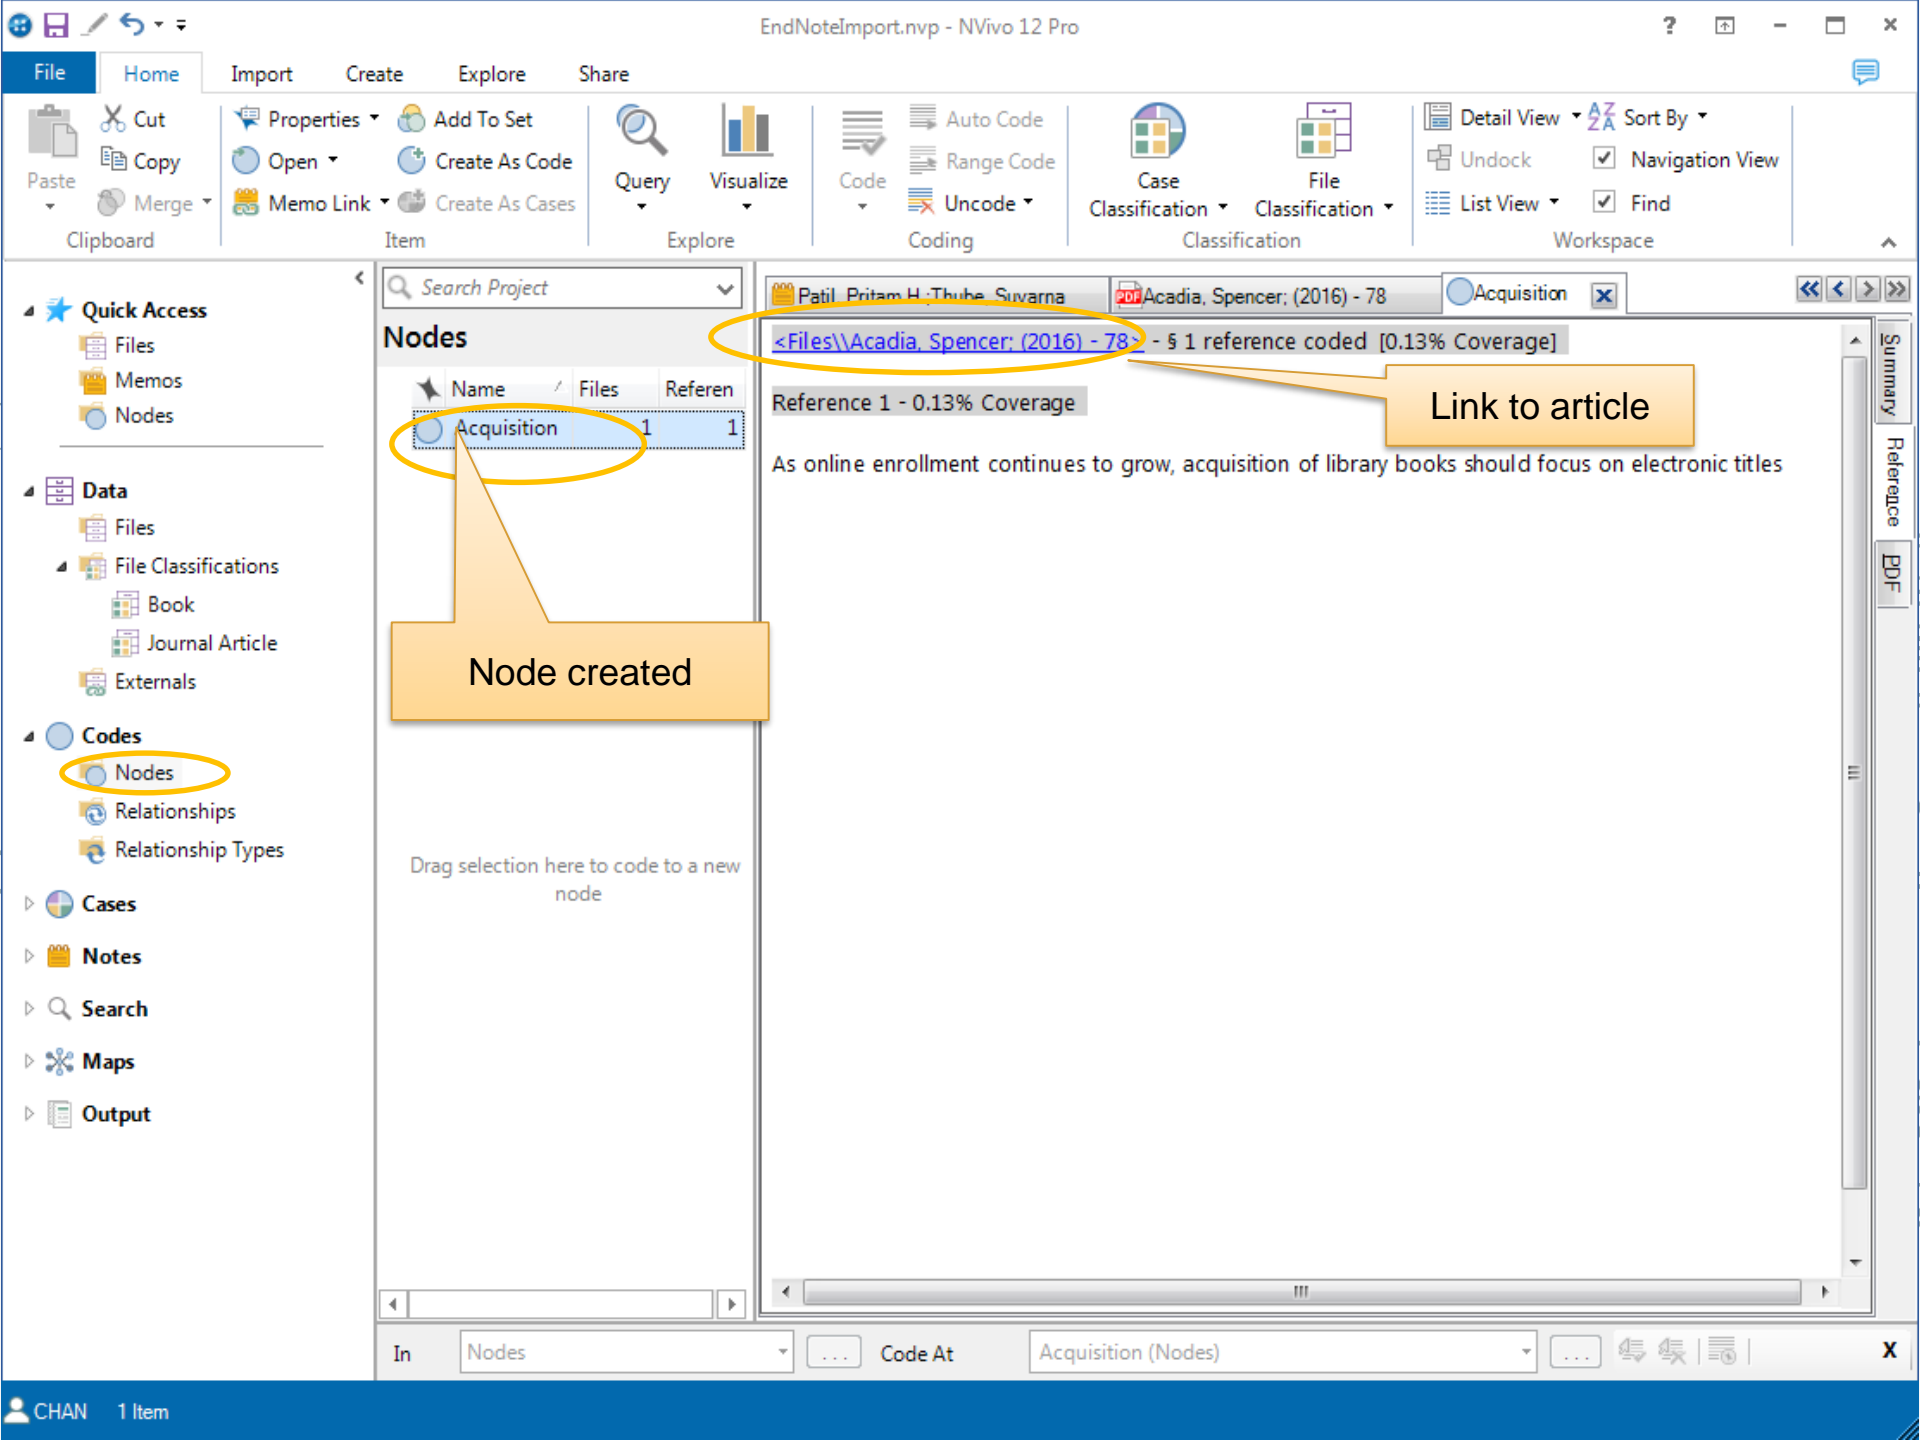 EndNoteImport.nvp - NVivo 12 Pro
File Home Import Create Explore Share
Cut Properties Add To Set Auto Code Detail View Sort By
Copy Open Create As Code Range Code Undock Navigation View
Paste Merge Memo Link Create As Cases Query Visualize Code Uncode Case Classification File Classification List View Find
Clipboard Item Explore Coding Classification Workspace
Quick Access
Files
Memos
Nodes
Data
Files
File Classifications
Book
Journal Article
Externals
Codes
Nodes
Relationships
Relationship Types
Cases
Notes
Search
Maps
Output
Search Project
Nodes
Name Files Referen
Acquisition 1 1
Node created
Drag selection here to code to a new
node
Patil, Pritam H.;Thube, Suvarna PDF Acadia, Spencer; (2016) - 78 Acquisition
<Files\\Acadia, Spencer; (2016) - 78> - § 1 reference coded [0.13% Coverage]
Link to article
Reference 1 - 0.13% Coverage
As online enrollment continues to grow, acquisition of library books should focus on electronic titles
Summary
Reference
PDF
In Nodes ... Code At Acquisition (Nodes) ... X
CHAN 1 Item